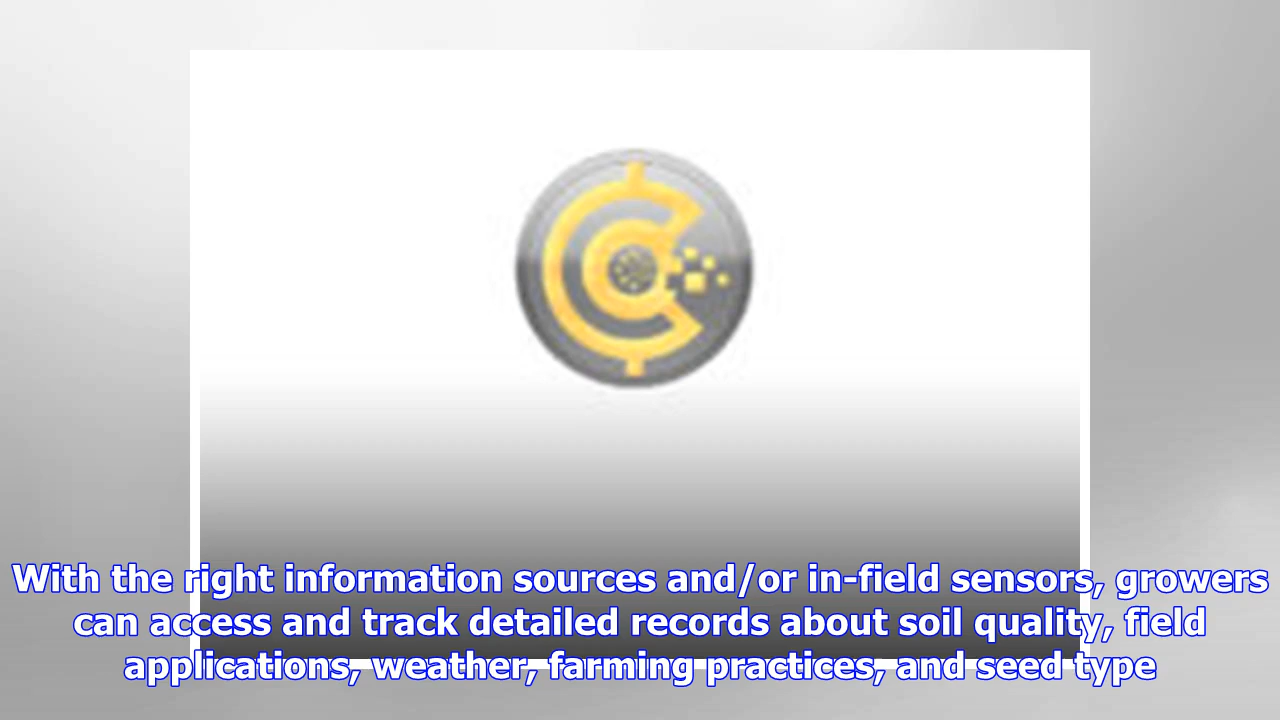 With the right information sources and/or in-field sensors, growers
can access and track detailed records about soil quality, field
applications, weather, farming practices, and seed type